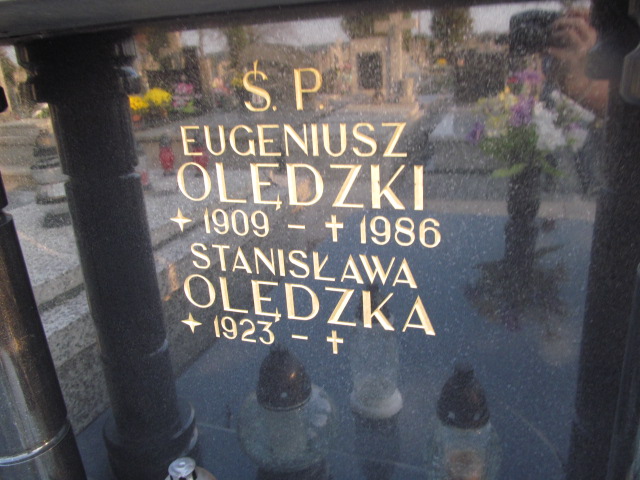 Ś. P.
EUGENIUSZ
OLĘDZKI
✦ 1909 – ✝ 1986
STANISŁAWA
OLĘDZKA
✦ 1923 – ✝